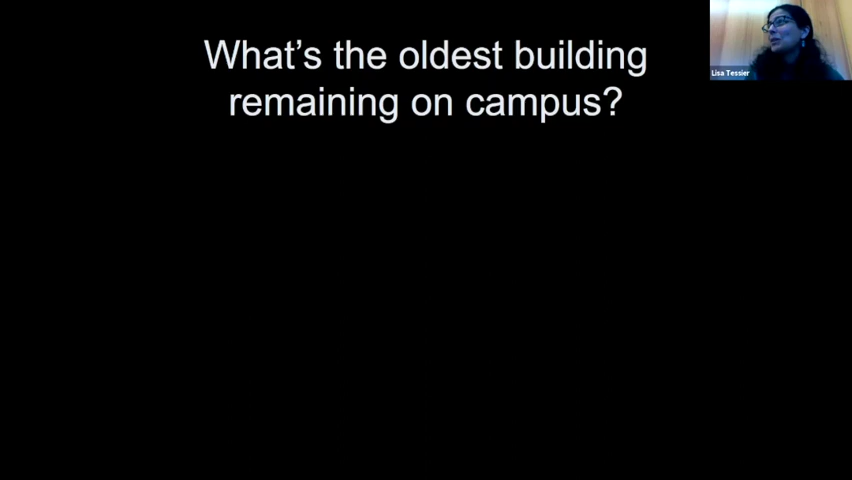 What’s the oldest building
remaining on campus?
Lisa Tessier